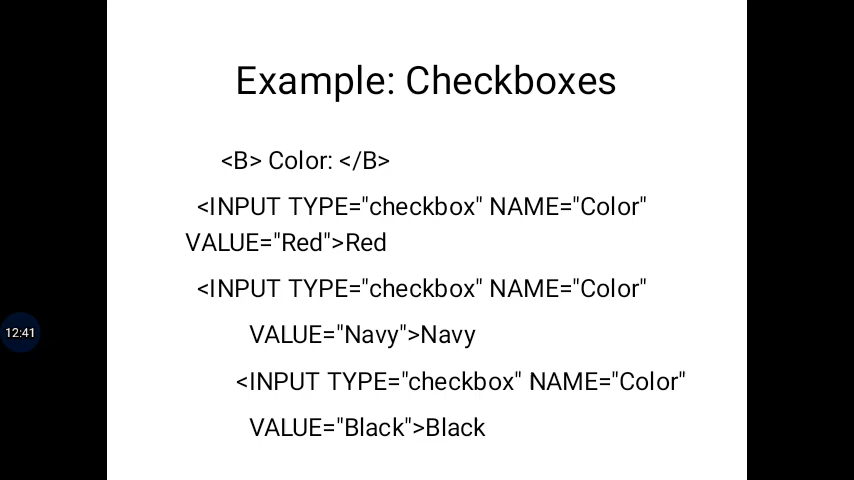 Example: Checkboxes
<B> Color: </B>
<INPUT TYPE="checkbox" NAME="Color"
VALUE="Red">Red
<INPUT TYPE="checkbox" NAME="Color"
VALUE="Navy">Navy
12:41
<INPUT TYPE="checkbox" NAME="Color"
VALUE="Black">Black